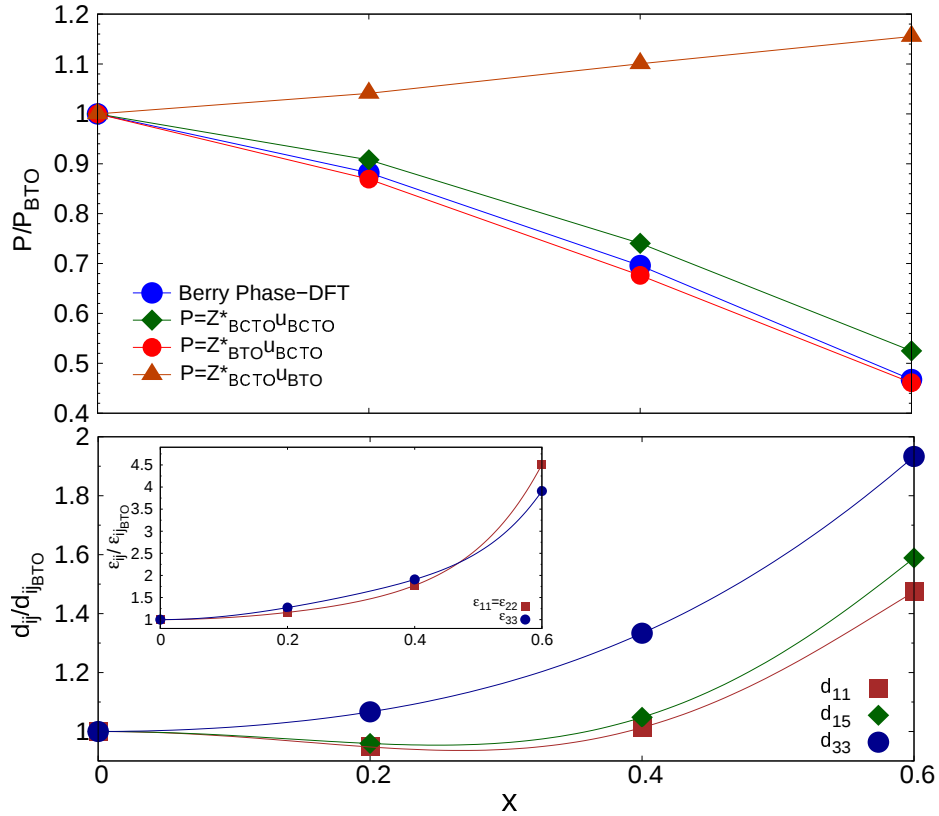 1.2
1.1
1
0.9
0.8
0.7
0.6
0.5
0.4
P/P_BTO
Berry Phase−DFT
P=Z*_BCTO u_BCTO
P=Z*_BTO u_BCTO
P=Z*_BCTO u_BTO
2
1.8
1.6
1.4
1.2
1
d_ij/d_ij_BTO
4.5
4
3.5
3
2.5
2
1.5
1
ε_ij/ ε_ij_BTO
ε_11=ε_22
ε_33
0 0.2 0.4 0.6
d_11
d_15
d_33
0 0.2 0.4 0.6
x